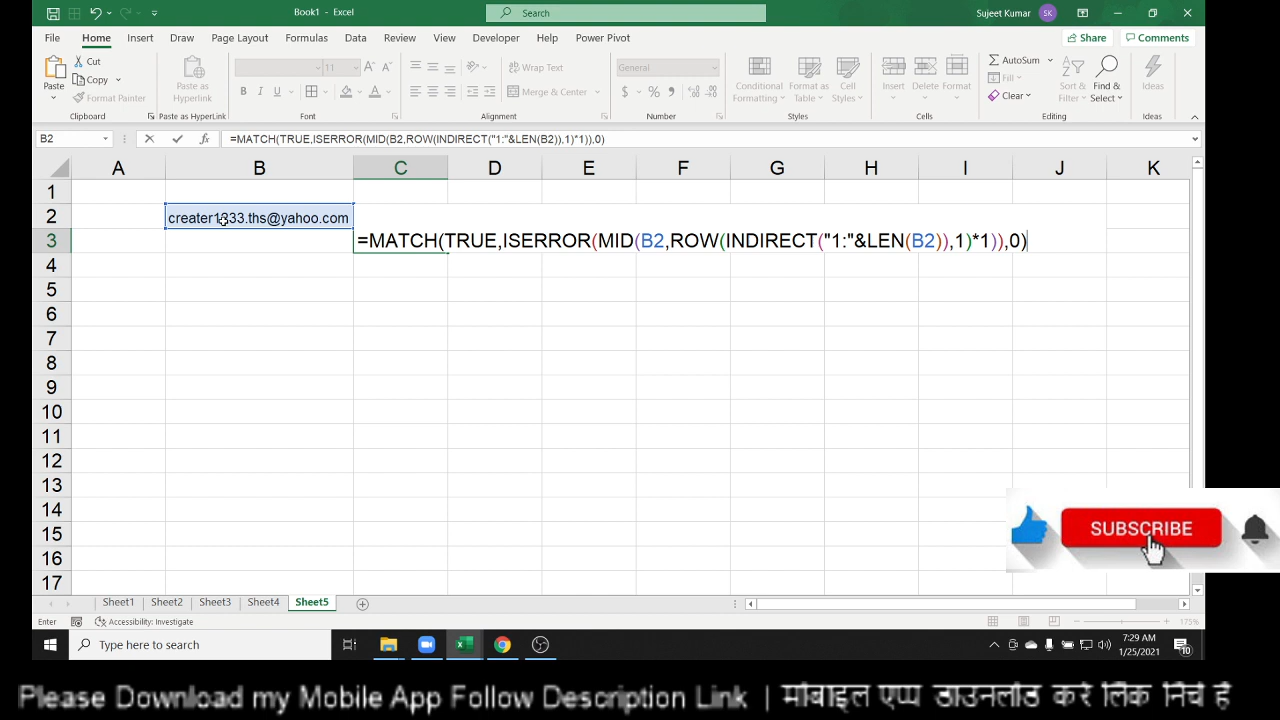 Book1 - Excel
Search
Sujeet Kumar
SK
File Home Insert Draw Page Layout Formulas Data Review View Developer Help Power Pivot
Share
Comments
Paste
Cut
Copy
Format Painter
Clipboard
Paste as
Hyperlink
Paste as HyperLink
11
Font
Wrap Text
Merge & Center
Alignment
General
Number
Conditional
Formatting
Format as
Table
Cell
Styles
Styles
Insert Delete Format
Cells
AutoSum
Fill
Clear
Sort &
Filter
Find &
Select
Editing
Ideas
Ideas
B2
=MATCH(TRUE,ISERROR(MID(B2,ROW(INDIRECT("1:"&LEN(B2)),1)*1)),0)
A B C D E F G H I J K
1
2 creater1333.ths@yahoo.com
3 =MATCH(TRUE,ISERROR(MID(B2,ROW(INDIRECT("1:"&LEN(B2)),1)*1)),0)
4
5
6
7
8
9
10
11
12
13
14
15
16
17
SUBSCRIBE
Sheet1 Sheet2 Sheet3 Sheet4 Sheet5
Enter
Accessibility: Investigate
175%
Type here to search
7:29 AM
1/25/2021
10
Please Download my Mobile App Follow Description Link | मोबाइल एप्प डाउनलोड करे लिंक निचे है